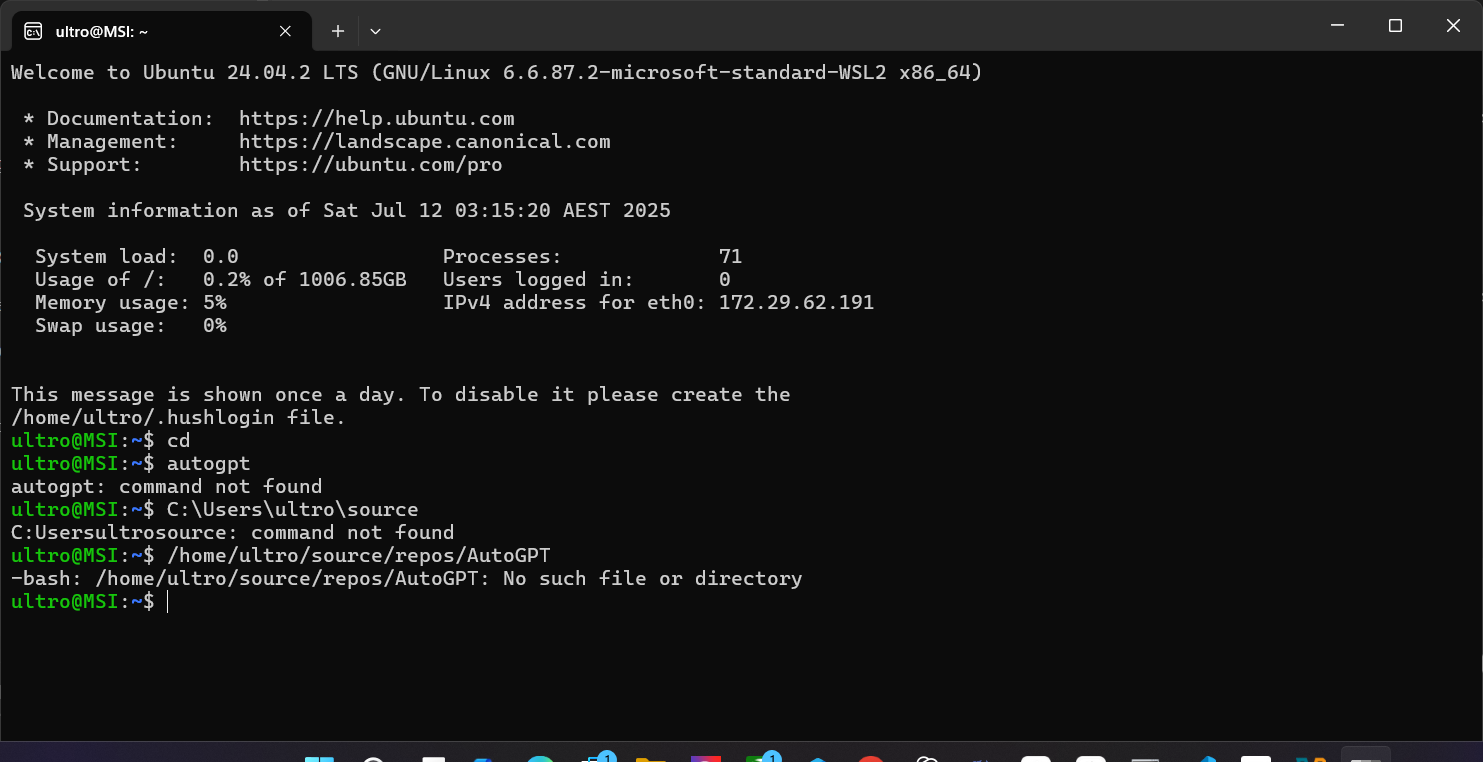 ultro@MSI: ~
Welcome to Ubuntu 24.04.2 LTS (GNU/Linux 6.6.87.2-microsoft-standard-WSL2 x86_64)
* Documentation:  https://help.ubuntu.com
* Management:     https://landscape.canonical.com
* Support:        https://ubuntu.com/pro
System information as of Sat Jul 12 03:15:20 AEST 2025
System load:  0.0                 Processes:             71
Usage of /:   0.2% of 1006.85GB   Users logged in:       0
Memory usage: 5%                  IPv4 address for eth0: 172.29.62.191
Swap usage:   0%
This message is shown once a day. To disable it please create the
/home/ultro/.hushlogin file.
ultro@MSI:~$ cd
ultro@MSI:~$ autogpt
autogpt: command not found
ultro@MSI:~$ C:\Users\ultro\source
C:Usersultrosource: command not found
ultro@MSI:~$ /home/ultro/source/repos/AutoGPT
-bash: /home/ultro/source/repos/AutoGPT: No such file or directory
ultro@MSI:~$